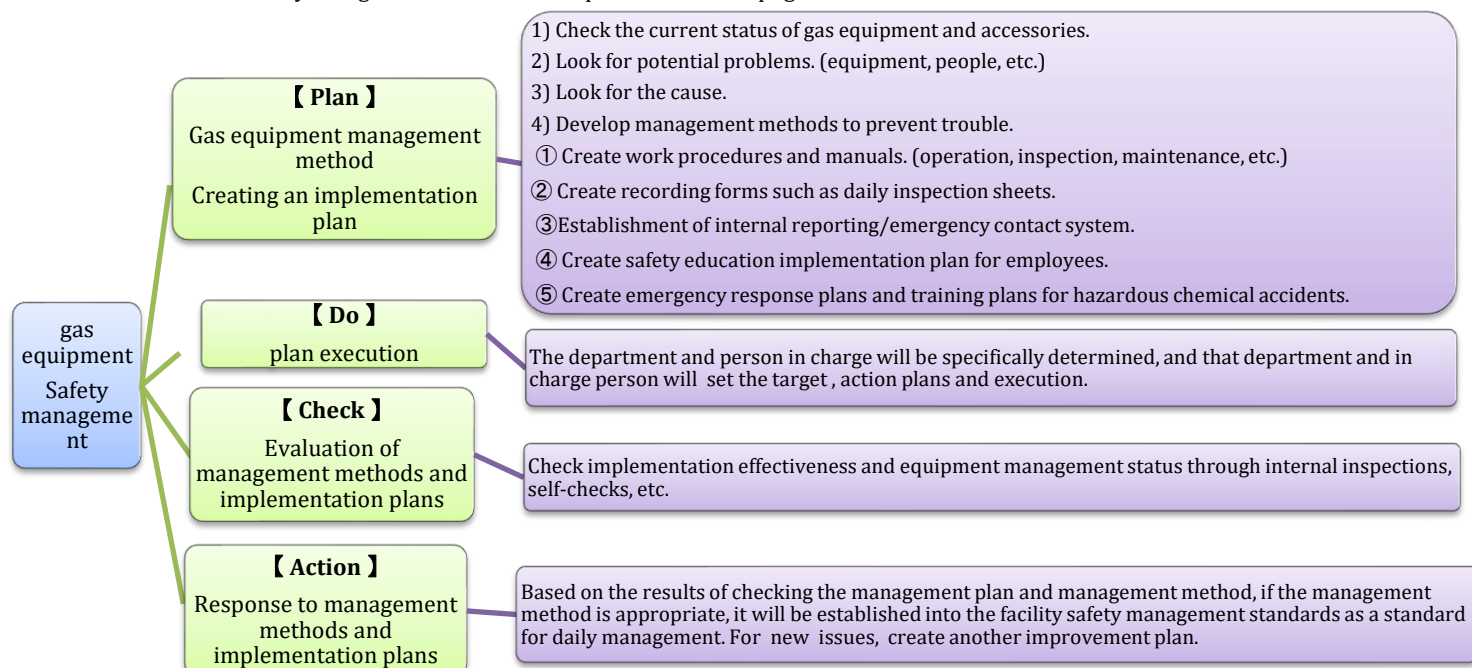 1) Check the current status of gas equipment and accessories.
2) Look for potential problems. (equipment, people, etc.)
3) Look for the cause.
4) Develop management methods to prevent trouble.
① Create work procedures and manuals. (operation, inspection, maintenance, etc.)
② Create recording forms such as daily inspection sheets.
③Establishment of internal reporting/emergency contact system.
④ Create safety education implementation plan for employees.
⑤ Create emergency response plans and training plans for hazardous chemical accidents.
【 Plan 】
Gas equipment management
method
Creating an implementation
plan
gas
equipment
Safety
manageme
nt
【 Do 】
plan execution
The department and person in charge will be specifically determined, and that department and in
charge person will set the target , action plans and execution.
【 Check 】
Evaluation of
management methods and
implementation plans
Check implementation effectiveness and equipment management status through internal inspections,
self-checks, etc.
【 Action 】
Response to management
methods and
implementation plans
Based on the results of checking the management plan and management method, if the management
method is appropriate, it will be established into the facility safety management standards as a standard
for daily management. For new issues, create another improvement plan.